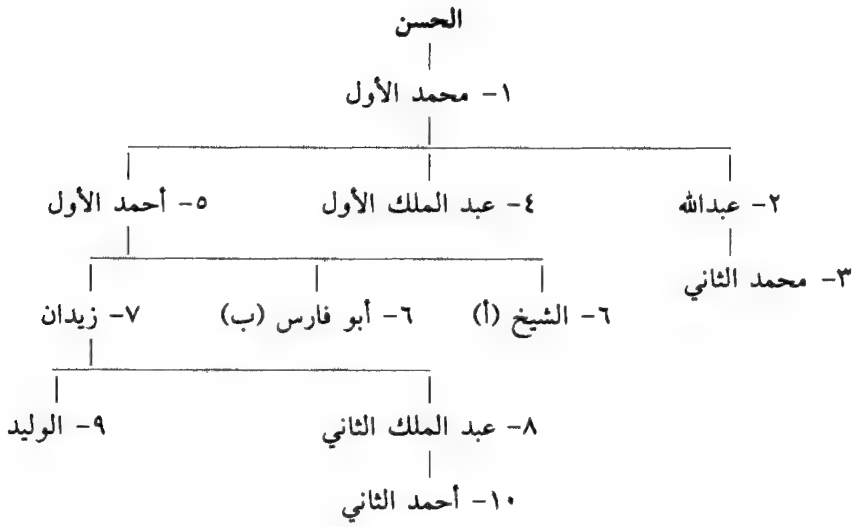 الحسن
١- محمد الأول
٢- عبدالله ٤- عبد الملك الأول ٥- أحمد الأول
٣- محمد الثاني
٦- الشيخ (أ) ٦- أبو فارس (ب) ٧- زيدان
٨- عبد الملك الثاني ٩- الوليد
١٠- أحمد الثاني